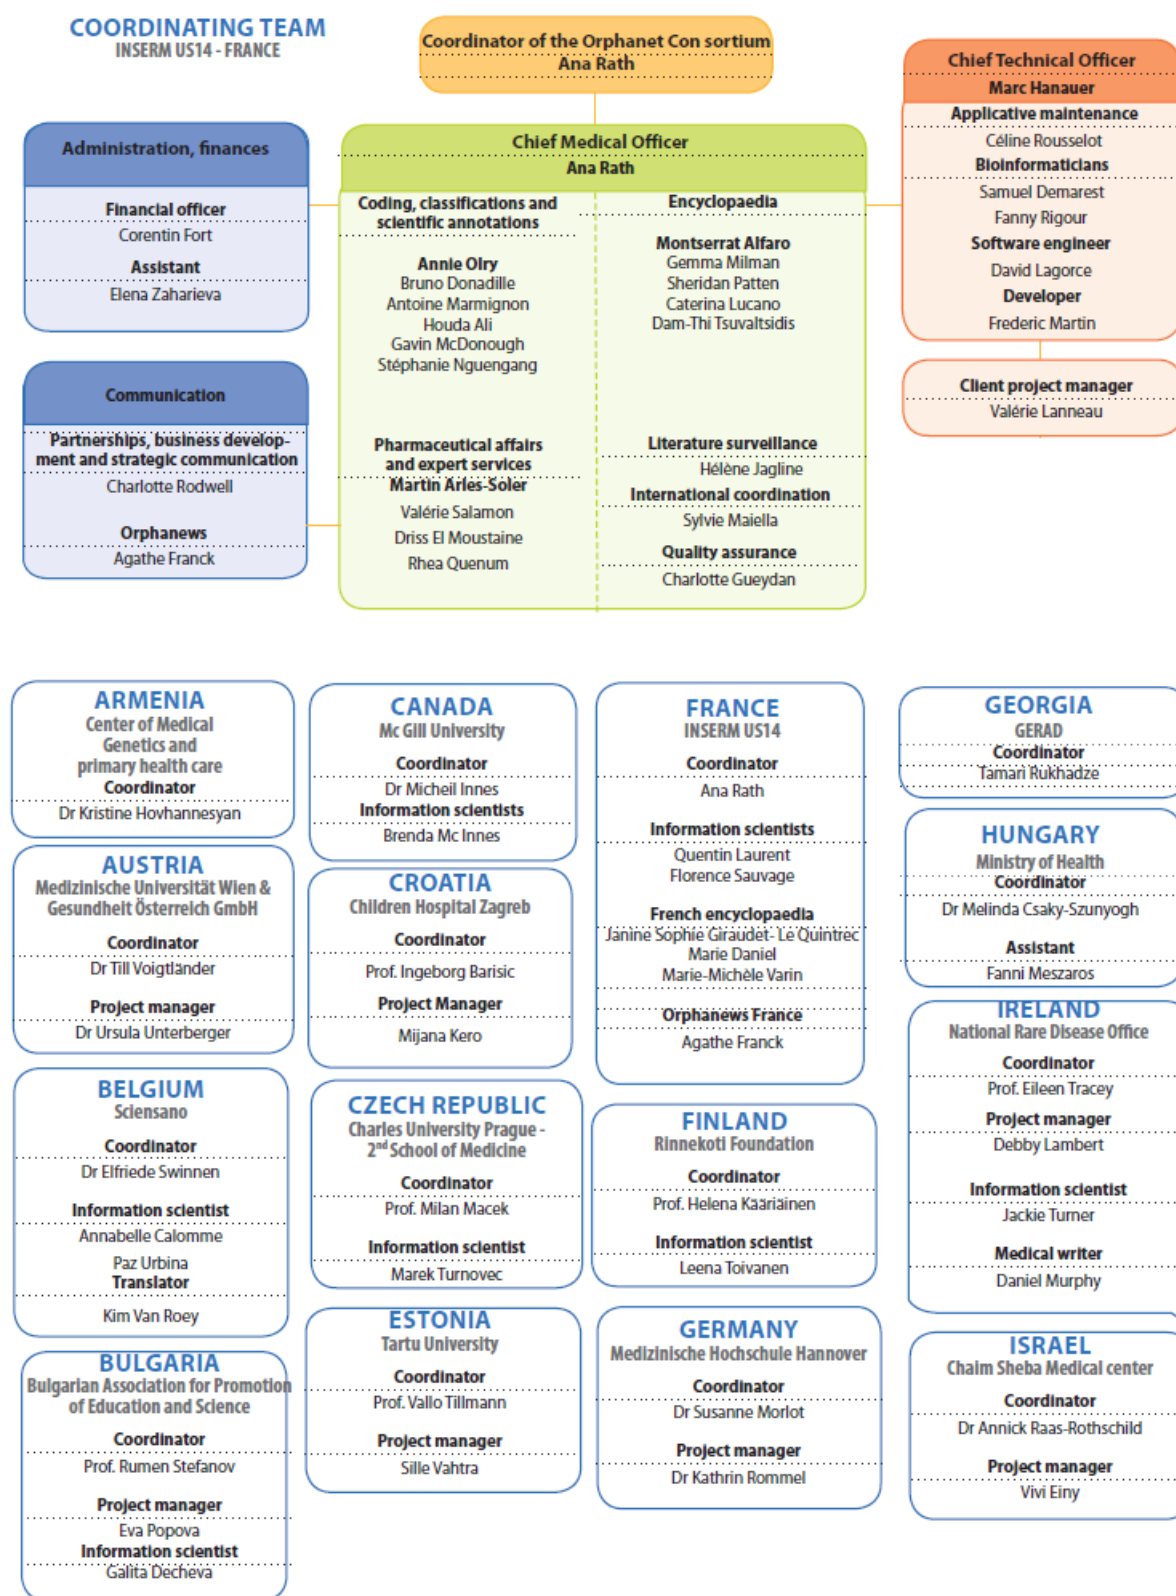 COORDINATING TEAM
INSERM US14 - FRANCE
Coordinator of the Orphanet Con sortium
Ana Rath
Chief Technical Officer
Marc Hanauer
Applicative maintenance
Céline Rousselot
Bioinformaticians
Samuel Demarest
Fanny Rigour
Software engineer
David Lagorce
Developer
Frederic Martin
Client project manager
Valérie Lanneau
Administration, finances
Financial officer
Corentin Fort
Assistant
Elena Zaharieva
Communication
Partnerships, business develop-
ment and strategic communication
Charlotte Rodwell
Orphanews
Agathe Franck
Chief Medical Officer
Ana Rath
Coding, classifications and
scientific annotations
Annie Olry
Bruno Donadille
Antoine Marmignon
Houda Ali
Gavin McDonough
Stéphanie Nguengang
Encyclopaedia
Montserrat Alfaro
Gemma Milman
Sheridan Patten
Caterina Lucano
Dam-Thi Tsuvaltsidis
Pharmaceutical affairs
and expert services
Martin Arles-Soler
Valérie Salamon
Driss El Moustaine
Rhea Quenum
Literature surveillance
Hélène Jagline
International coordination
Sylvie Maiella
Quality assurance
Charlotte Gueydan
ARMENIA
Center of Medical
Genetics and
primary health care
Coordinator
Dr Kristine Hovhannesyan
AUSTRIA
Medizinische Universität Wien &
Gesundheit Österreich GmbH
Coordinator
Dr Till Voigtländer
Project manager
Dr Ursula Unterberger
BELGIUM
Sciensano
Coordinator
Dr Elfriede Swinnen
Information scientist
Annabelle Calomme
Paz Urbina
Translator
Kim Van Roey
BULGARIA
Bulgarian Association for Promotion
of Education and Science
Coordinator
Prof. Rumen Stefanov
Project manager
Eva Popova
Information scientist
Galita Decheva
CANADA
Mc Gill University
Coordinator
Dr Micheil Innes
Information scientists
Brenda Mc Innes
CROATIA
Children Hospital Zagreb
Coordinator
Prof. Ingeborg Barisic
Project Manager
Mijana Kero
CZECH REPUBLIC
Charles University Prague -
2nd School of Medicine
Coordinator
Prof. Milan Macek
Information scientist
Marek Turnovec
ESTONIA
Tartu University
Coordinator
Prof. Vallo Tillmann
Project manager
Sille Vahtra
FRANCE
INSERM US14
Coordinator
Ana Rath
Information scientists
Quentin Laurent
Florence Sauvage
French encyclopaedia
Janine Sophie Giraudet- Le Quintrec
Marie Daniel
Marie-Michèle Varin
Orphanews France
Agathe Franck
FINLAND
Rinnekoti Foundation
Coordinator
Prof. Helena Kääriäinen
Information scientist
Leena Toivanen
GERMANY
Medizinische Hochschule Hannover
Coordinator
Dr Susanne Morlot
Project manager
Dr Kathrin Rommel
GEORGIA
GERAD
Coordinator
Tamari Rukhadze
HUNGARY
Ministry of Health
Coordinator
Dr Melinda Csaky-Szunyogh
Assistant
Fanni Meszaros
IRELAND
National Rare Disease Office
Coordinator
Prof. Eileen Tracey
Project manager
Debby Lambert
Information scientist
Jackie Turner
Medical writer
Daniel Murphy
ISRAEL
Chaim Sheba Medical center
Coordinator
Dr Annick Raas-Rothschild
Project manager
Vivi Einy